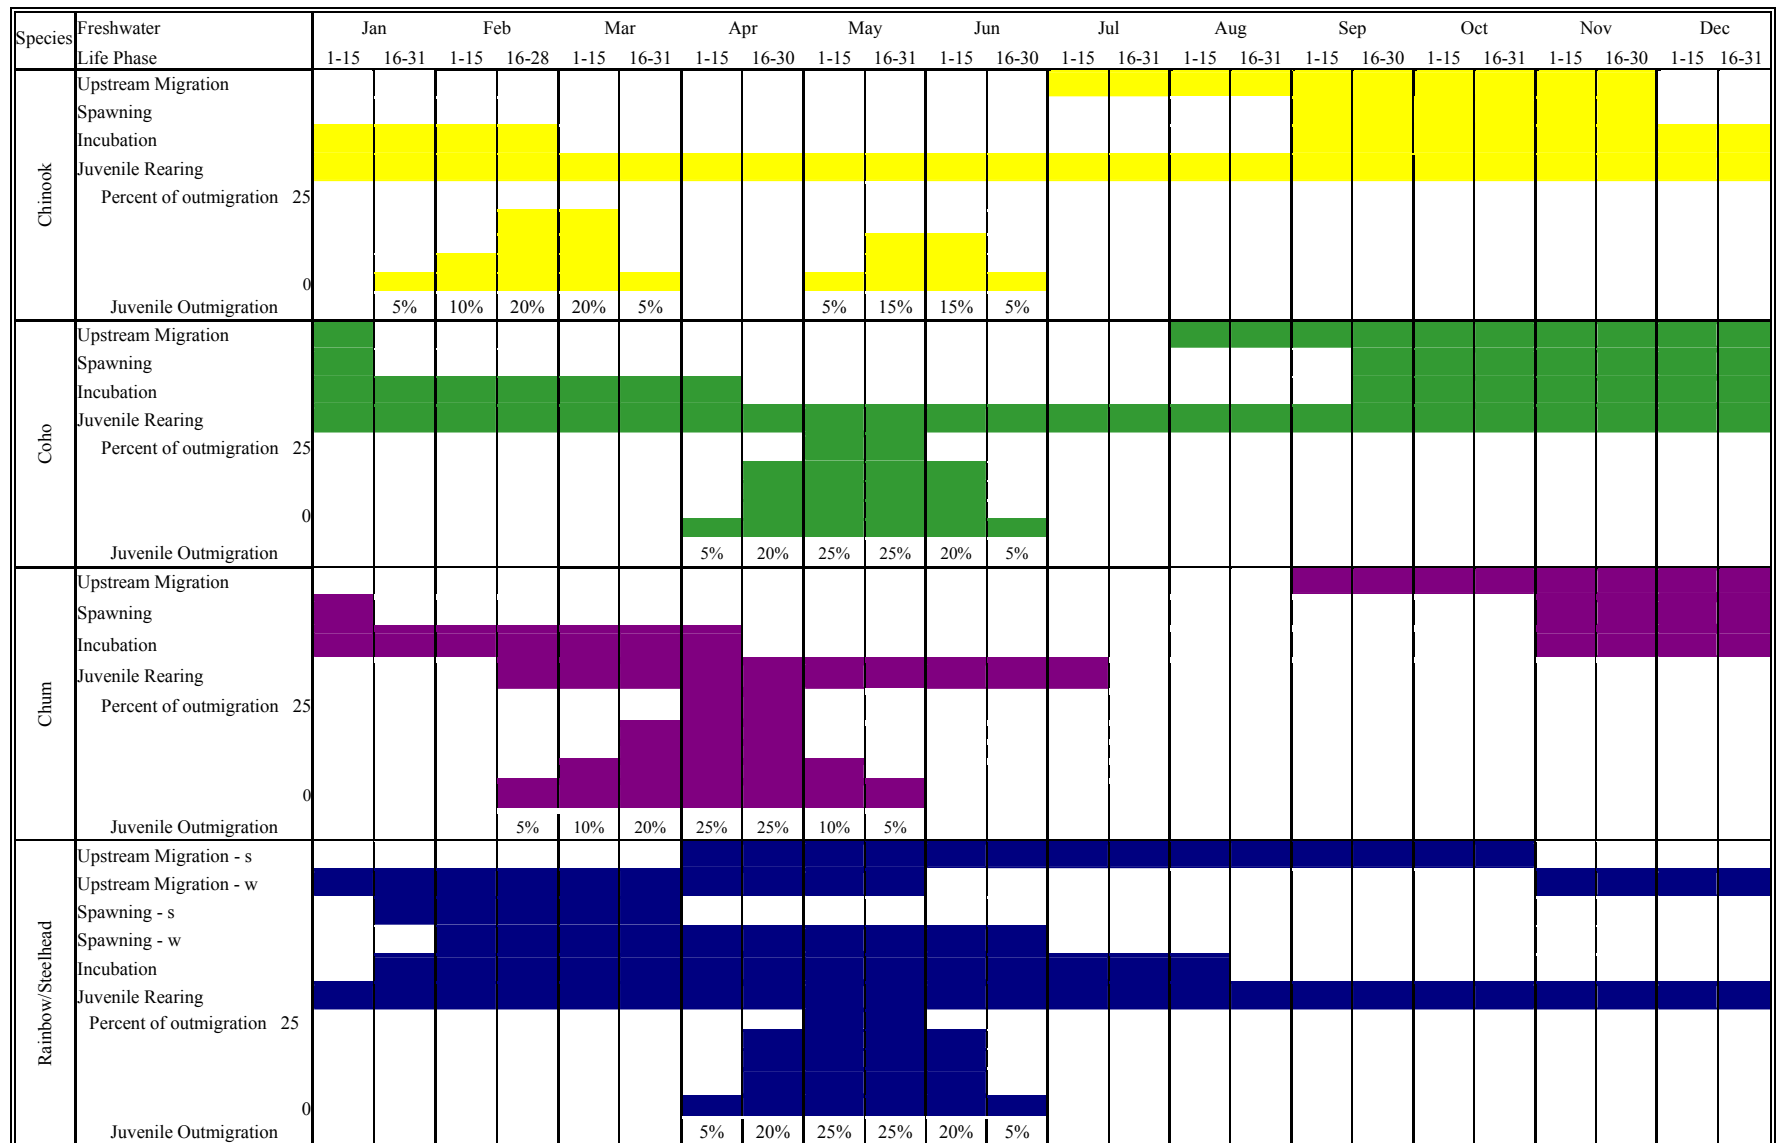 Species Freshwater Jan Feb Mar Apr May Jun Jul Aug Sep Oct Nov Dec
Life Phase 1-15 16-31 1-15 16-28 1-15 16-31 1-15 16-30 1-15 16-31 1-15 16-30 1-15 16-31 1-15 16-31 1-15 16-30 1-15 16-31 1-15 16-30 1-15 16-31
Chinook
Upstream Migration
Spawning
Incubation
Juvenile Rearing
Percent of outmigration 25
0
Juvenile Outmigration 5% 10% 20% 20% 5% 5% 15% 15% 5%
Coho
Upstream Migration
Spawning
Incubation
Juvenile Rearing
Percent of outmigration 25
0
Juvenile Outmigration 5% 20% 25% 25% 20% 5%
Chum
Upstream Migration
Spawning
Incubation
Juvenile Rearing
Percent of outmigration 25
0
Juvenile Outmigration 5% 10% 20% 25% 25% 10% 5%
Rainbow/Steelhead
Upstream Migration - s
Upstream Migration - w
Spawning - s
Spawning - w
Incubation
Juvenile Rearing
Percent of outmigration 25
0
Juvenile Outmigration 5% 20% 25% 25% 20% 5%